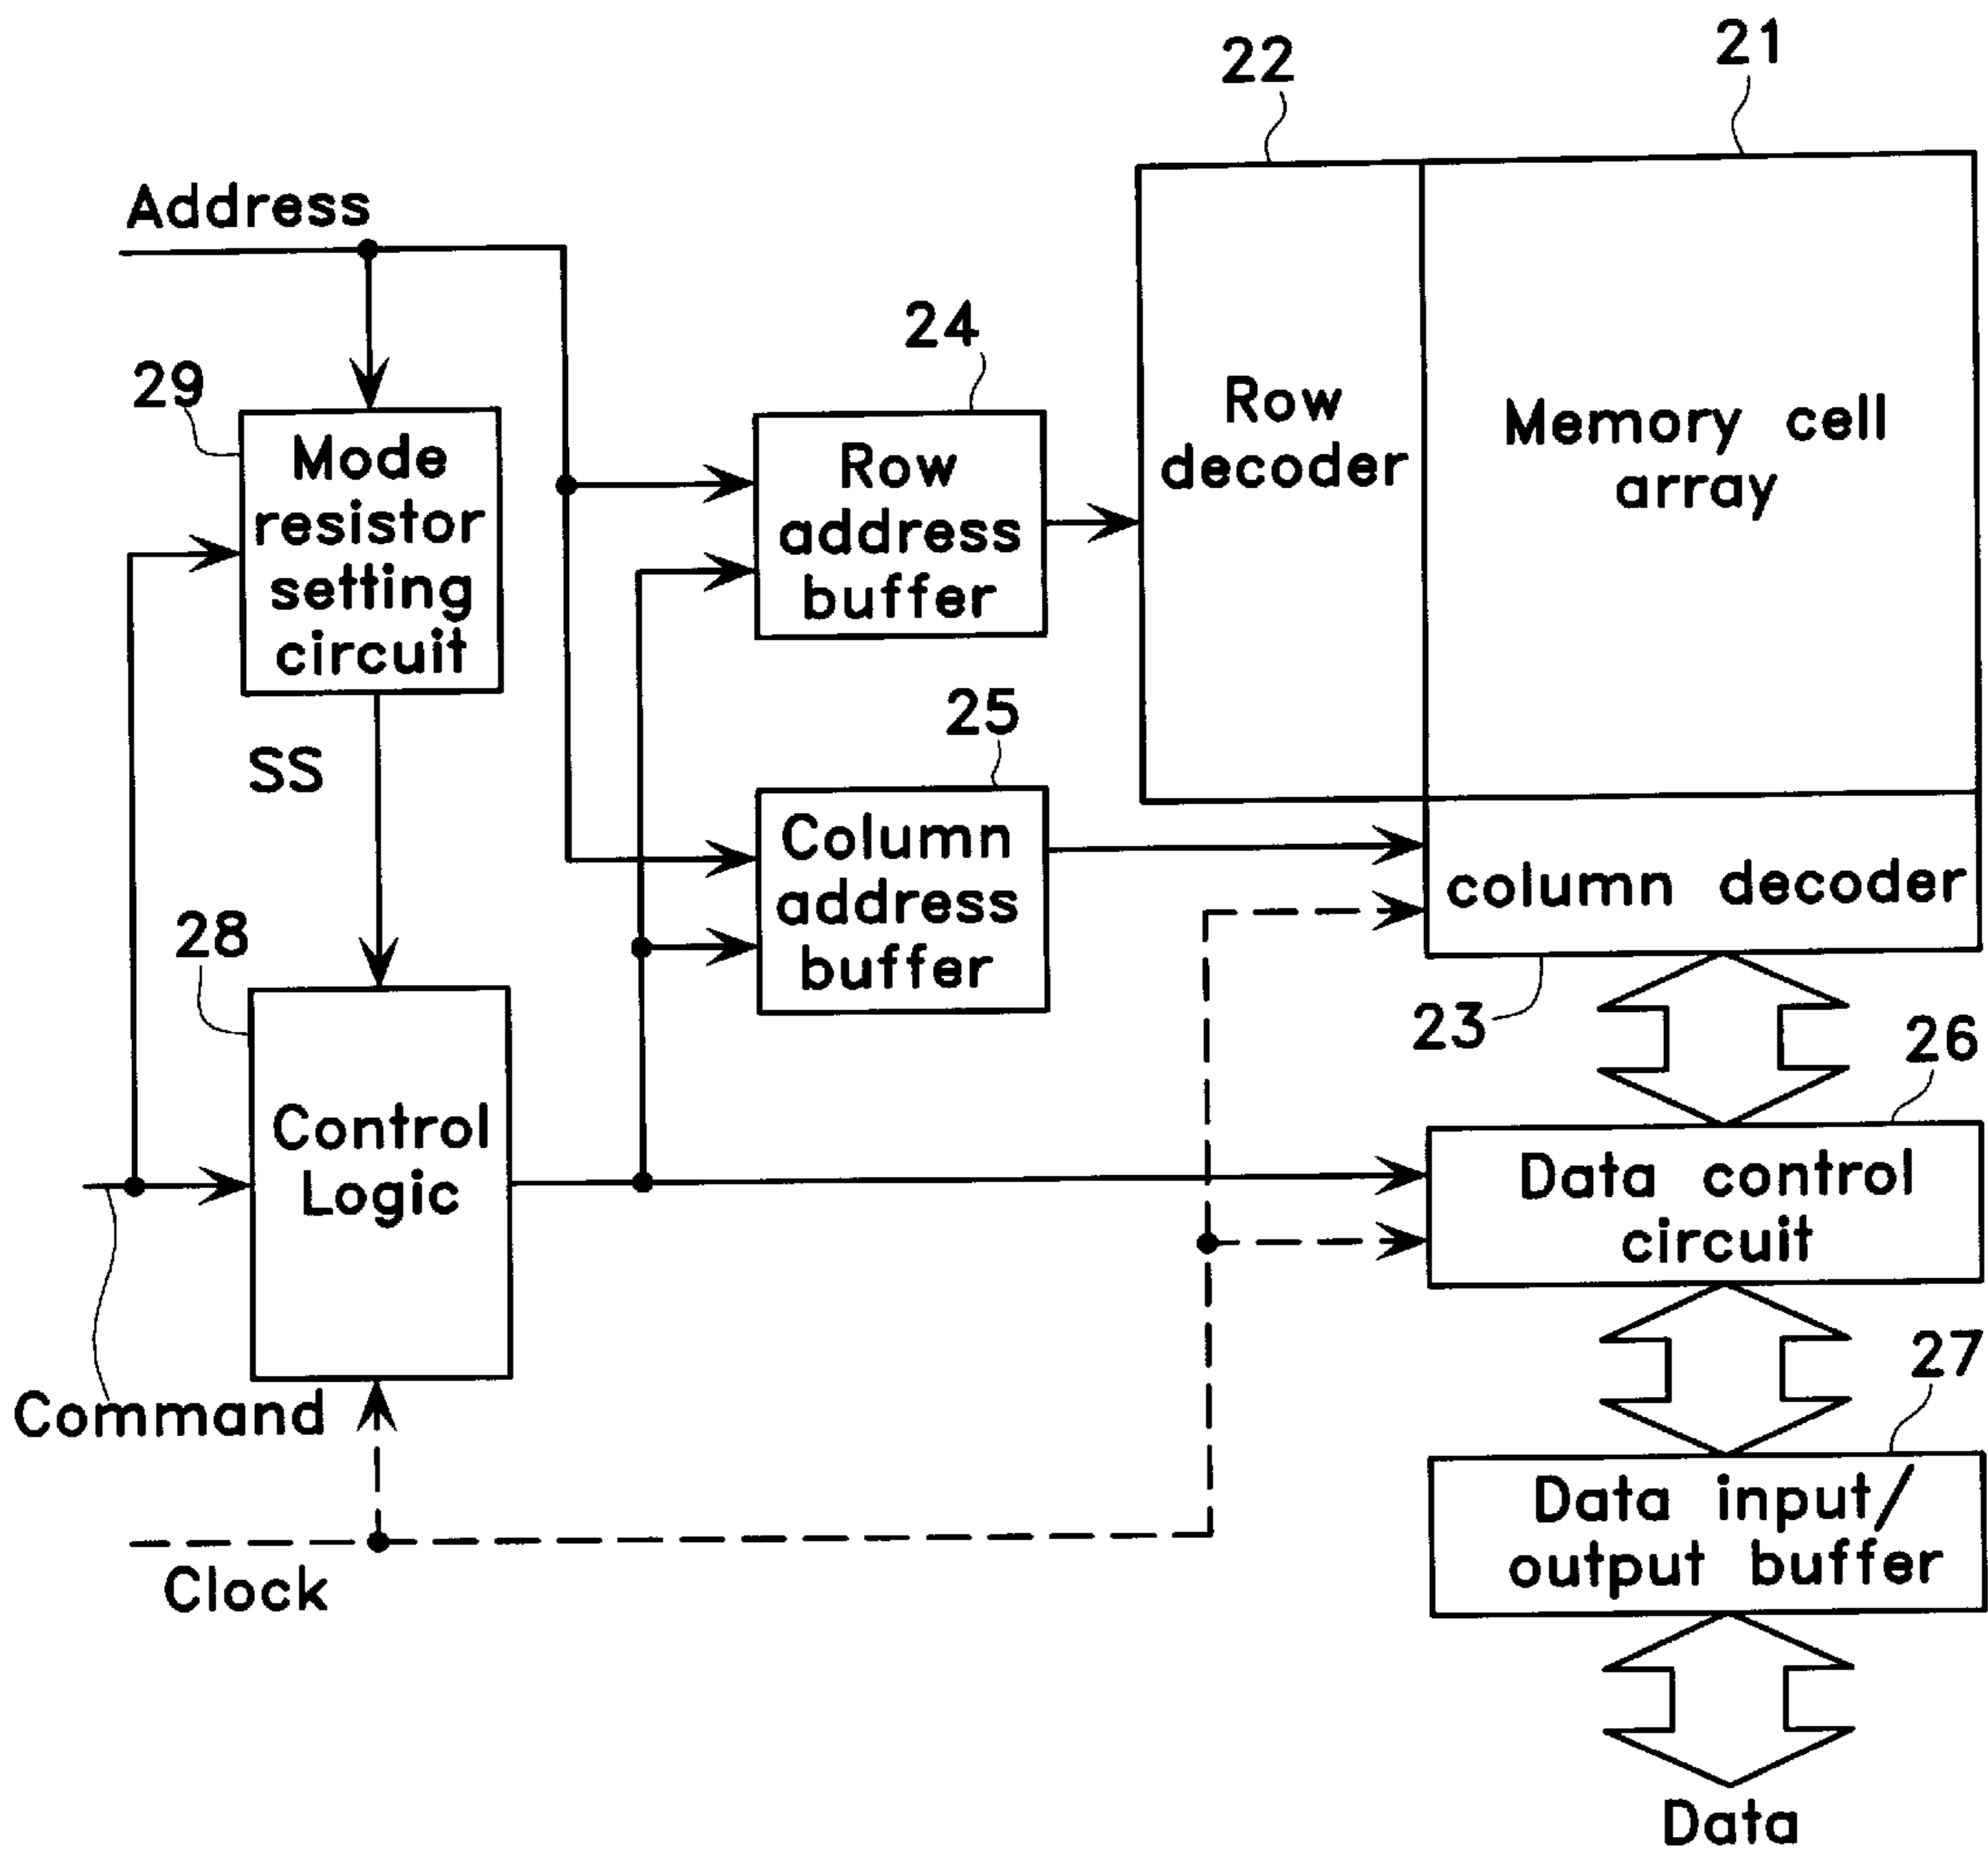 22
21
Address
24
29
Mode
resistor
setting
circuit
Row
address
buffer
Row
decoder
Memory cell
array
SS
25
Column
address
buffer
column decoder
28
23
26
Control
Logic
Data control
circuit
27
Command
Data input/
output buffer
Clock
Data